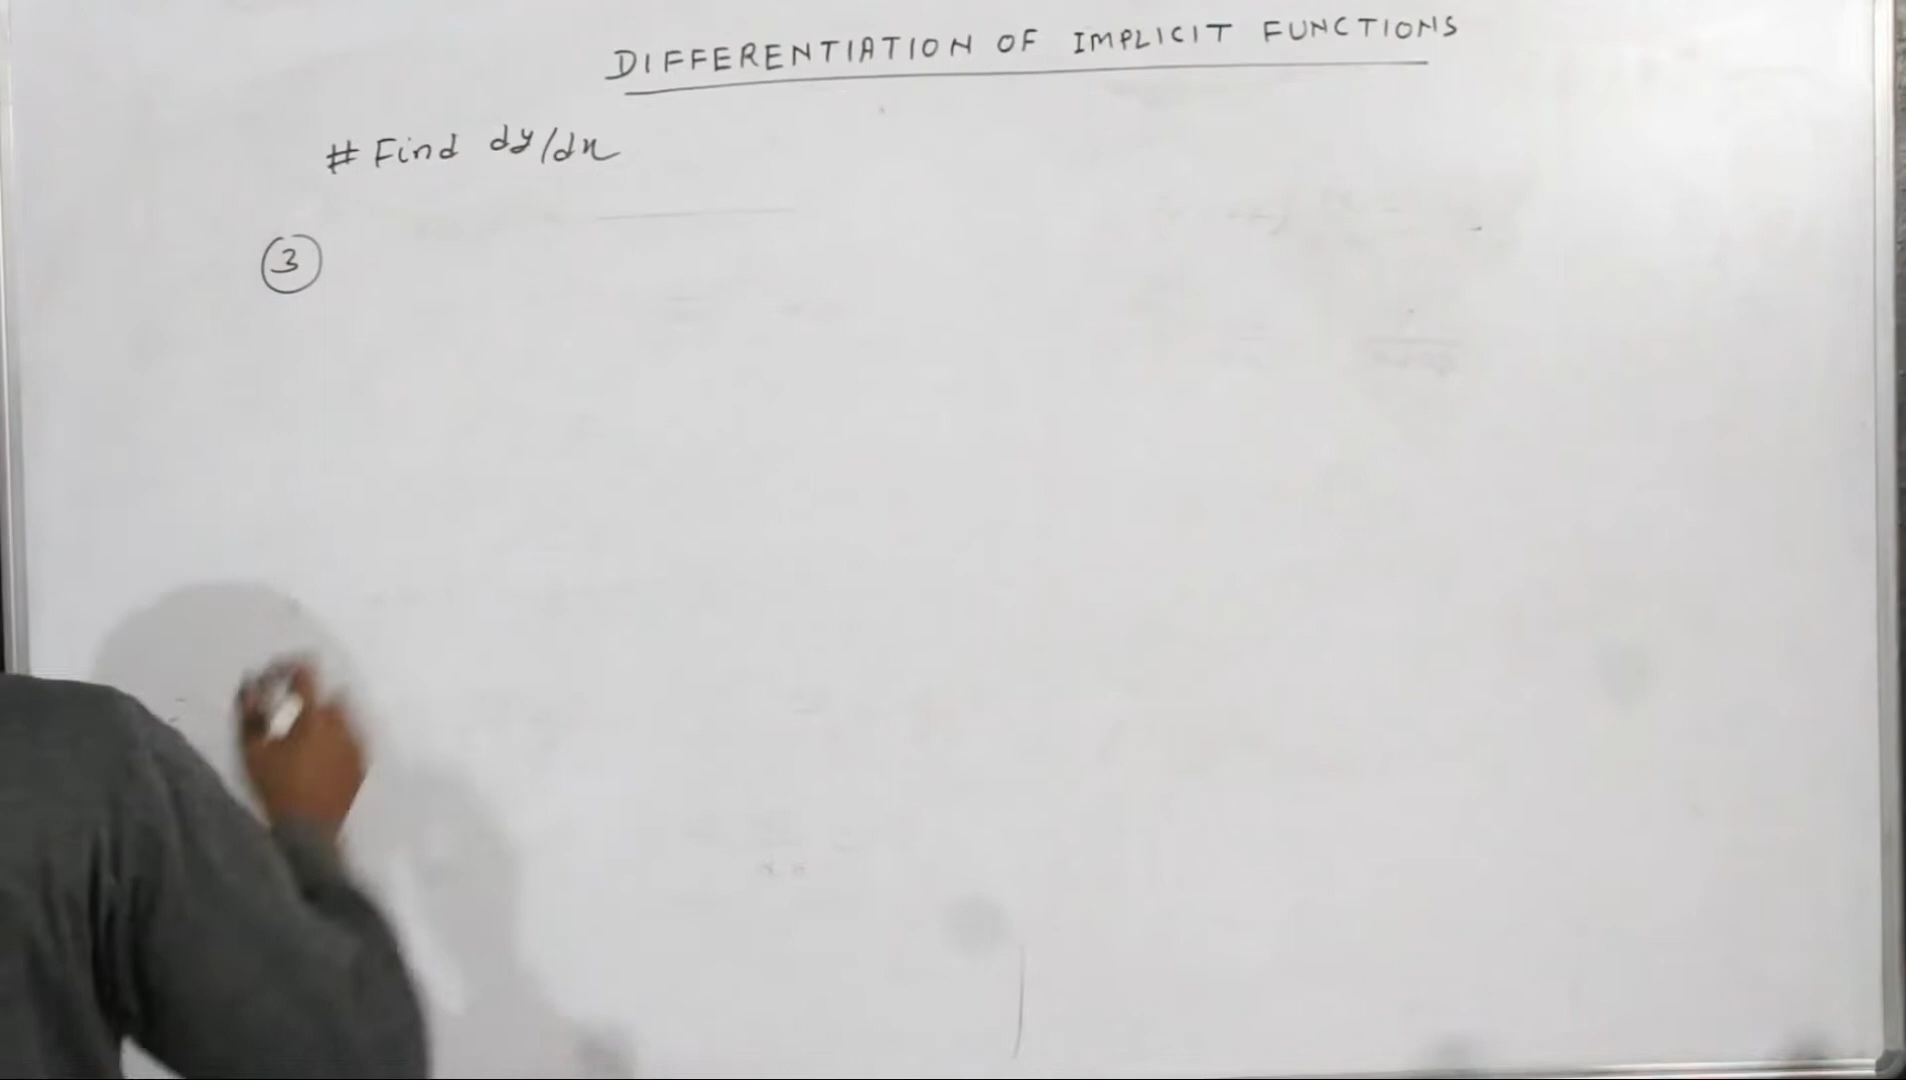 DIFFERENTIATION OF IMPLICIT FUNCTIONS
# Find dy/dx
3